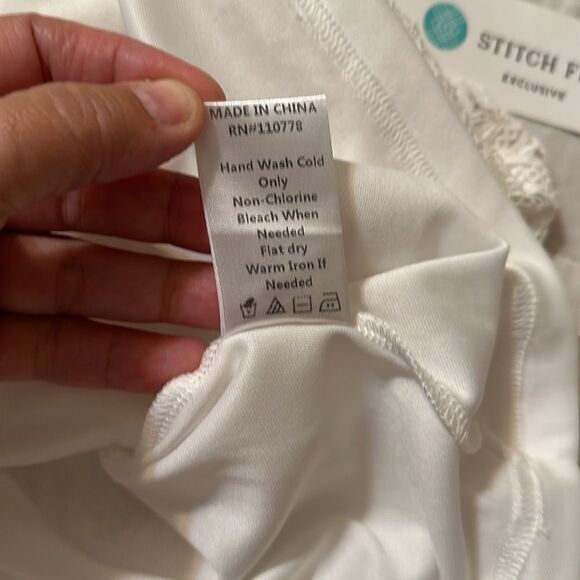 MADE IN CHINA
RN#110778
Hand Wash Cold
Only
Non-Chlorine
Bleach When
Needed
Flat dry
Warm Iron If
Needed
STITCH F
EXCLUSIVE